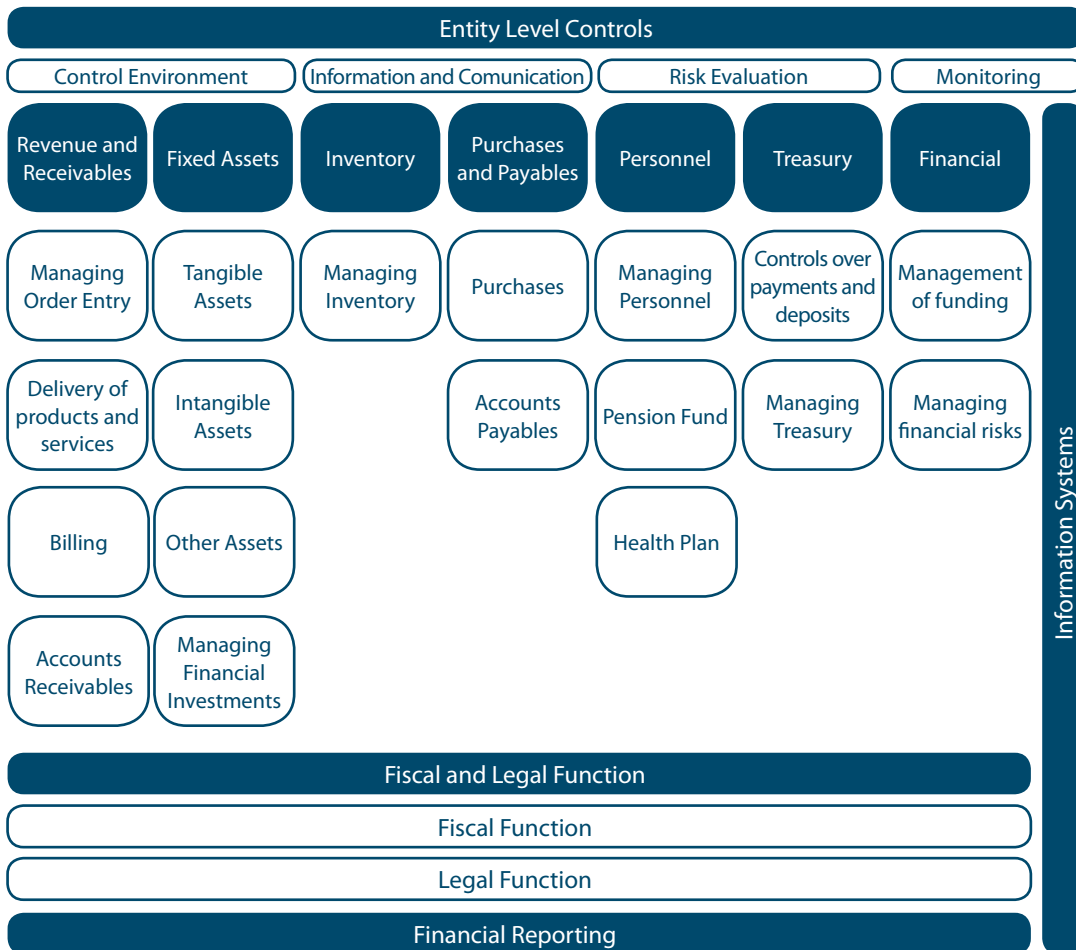 Entity Level Controls
Control Environment
Information and Comunication
Risk Evaluation
Monitoring
Revenue and
Receivables
Fixed Assets
Inventory
Purchases
and Payables
Personnel
Treasury
Financial
Managing
Order Entry
Tangible
Assets
Managing
Inventory
Purchases
Managing
Personnel
Controls over
payments and
deposits
Management
of funding
Delivery of
products and
services
Intangible
Assets
Accounts
Payables
Pension Fund
Managing
Treasury
Managing
financial risks
Billing
Other Assets
Health Plan
Accounts
Receivables
Managing
Financial
Investments
Information Systems
Fiscal and Legal Function
Fiscal Function
Legal Function
Financial Reporting